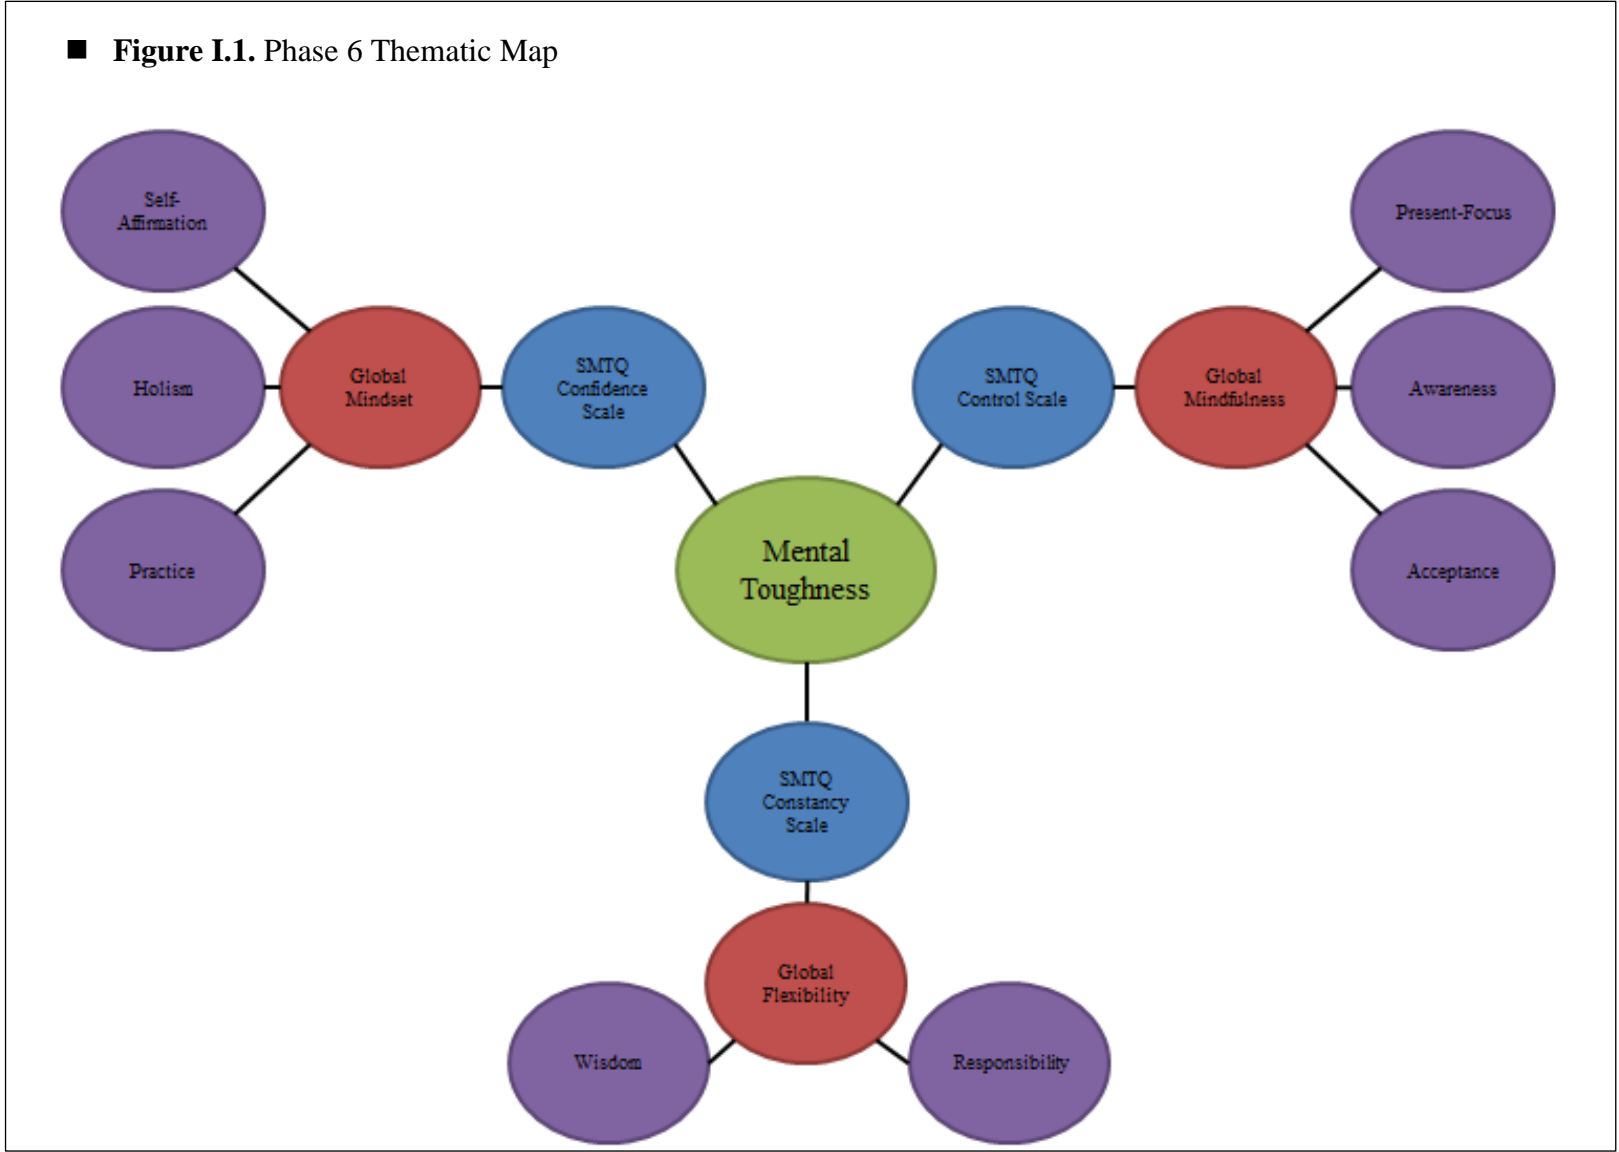 ■ Figure I.1. Phase 6 Thematic Map
Self-
Affirmation
Holism
Practice
Global
Mindset
SMTQ
Confidence
Scale
Mental
Toughness
SMTQ
Control Scale
Global
Mindfulness
Present-Focus
Awareness
Acceptance
SMTQ
Constancy
Scale
Global
Flexibility
Wisdom
Responsibility